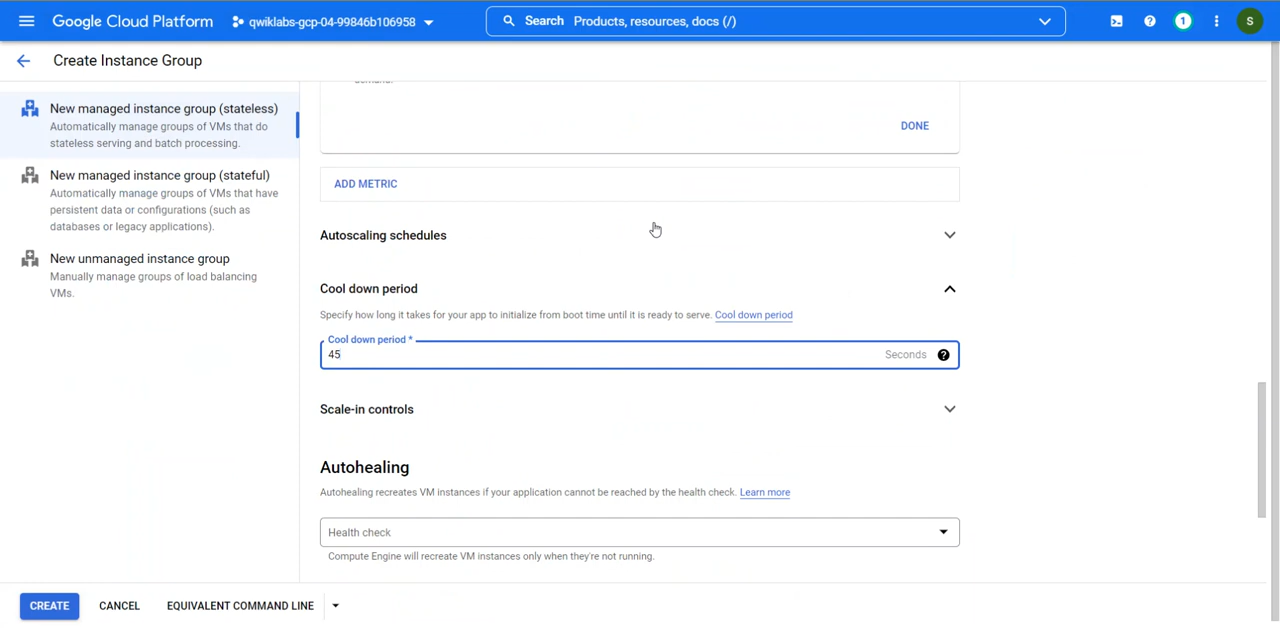 Google Cloud Platform
qwiklabs-gcp-04-99846b106958
Search Products, resources, docs (/)
1
S
Create Instance Group
New managed instance group (stateless)
Automatically manage groups of VMs that do
stateless serving and batch processing.
New managed instance group (stateful)
Automatically manage groups of VMs that have
persistent data or configurations (such as
databases or legacy applications).
New unmanaged instance group
Manually manage groups of load balancing
VMs.
DONE
ADD METRIC
Autoscaling schedules
Cool down period
Specify how long it takes for your app to initialize from boot time until it is ready to serve. Cool down period
Cool down period *
45
Seconds
Scale-in controls
Autohealing
Autohealing recreates VM instances if your application cannot be reached by the health check. Learn more
Health check
Compute Engine will recreate VM instances only when they're not running.
CREATE
CANCEL
EQUIVALENT COMMAND LINE